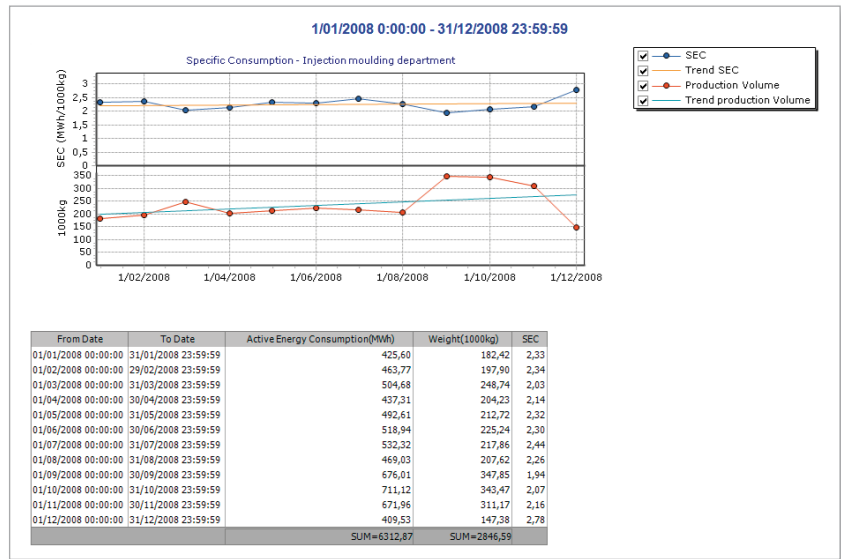 1/01/2008 0:00:00 - 31/12/2008 23:59:59
Specific Consumption - Injection moulding department
SEC
Trend SEC
Production Volume
Trend production Volume
SEC (MWh/1000kg)
3
2,5
2
1,5
1
0,5
0
1000kg
350
300
250
200
150
100
50
0
1/02/2008 1/04/2008 1/06/2008 1/08/2008 1/10/2008 1/12/2008
From Date To Date Active Energy Consumption(MWh) Weight(1000kg) SEC
01/01/2008 00:00:00 31/01/2008 23:59:59 425,60 182,42 2,33
01/02/2008 00:00:00 29/02/2008 23:59:59 463,77 197,90 2,34
01/03/2008 00:00:00 31/03/2008 23:59:59 504,68 248,74 2,03
01/04/2008 00:00:00 30/04/2008 23:59:59 437,31 204,23 2,14
01/05/2008 00:00:00 31/05/2008 23:59:59 492,61 212,72 2,32
01/06/2008 00:00:00 30/06/2008 23:59:59 518,94 225,24 2,30
01/07/2008 00:00:00 31/07/2008 23:59:59 532,32 217,86 2,44
01/08/2008 00:00:00 31/08/2008 23:59:59 469,03 207,62 2,26
01/09/2008 00:00:00 30/09/2008 23:59:59 676,01 347,85 1,94
01/10/2008 00:00:00 31/10/2008 23:59:59 711,12 343,47 2,07
01/11/2008 00:00:00 30/11/2008 23:59:59 671,96 311,17 2,16
01/12/2008 00:00:00 31/12/2008 23:59:59 409,53 147,38 2,78
SUM=6312,87 SUM=2846,59